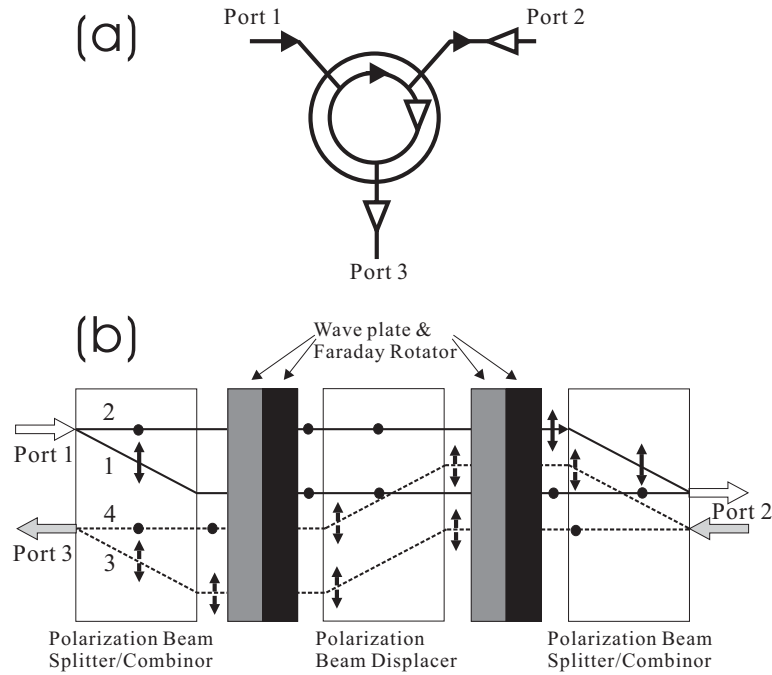 (a)
Port 1
Port 2
Port 3
(b)
Wave plate &
Faraday Rotator
2
1
Port 1
4
3
Port 3
Port 2
Polarization Beam
Splitter/Combinor
Polarization
Beam Displacer
Polarization Beam
Splitter/Combinor